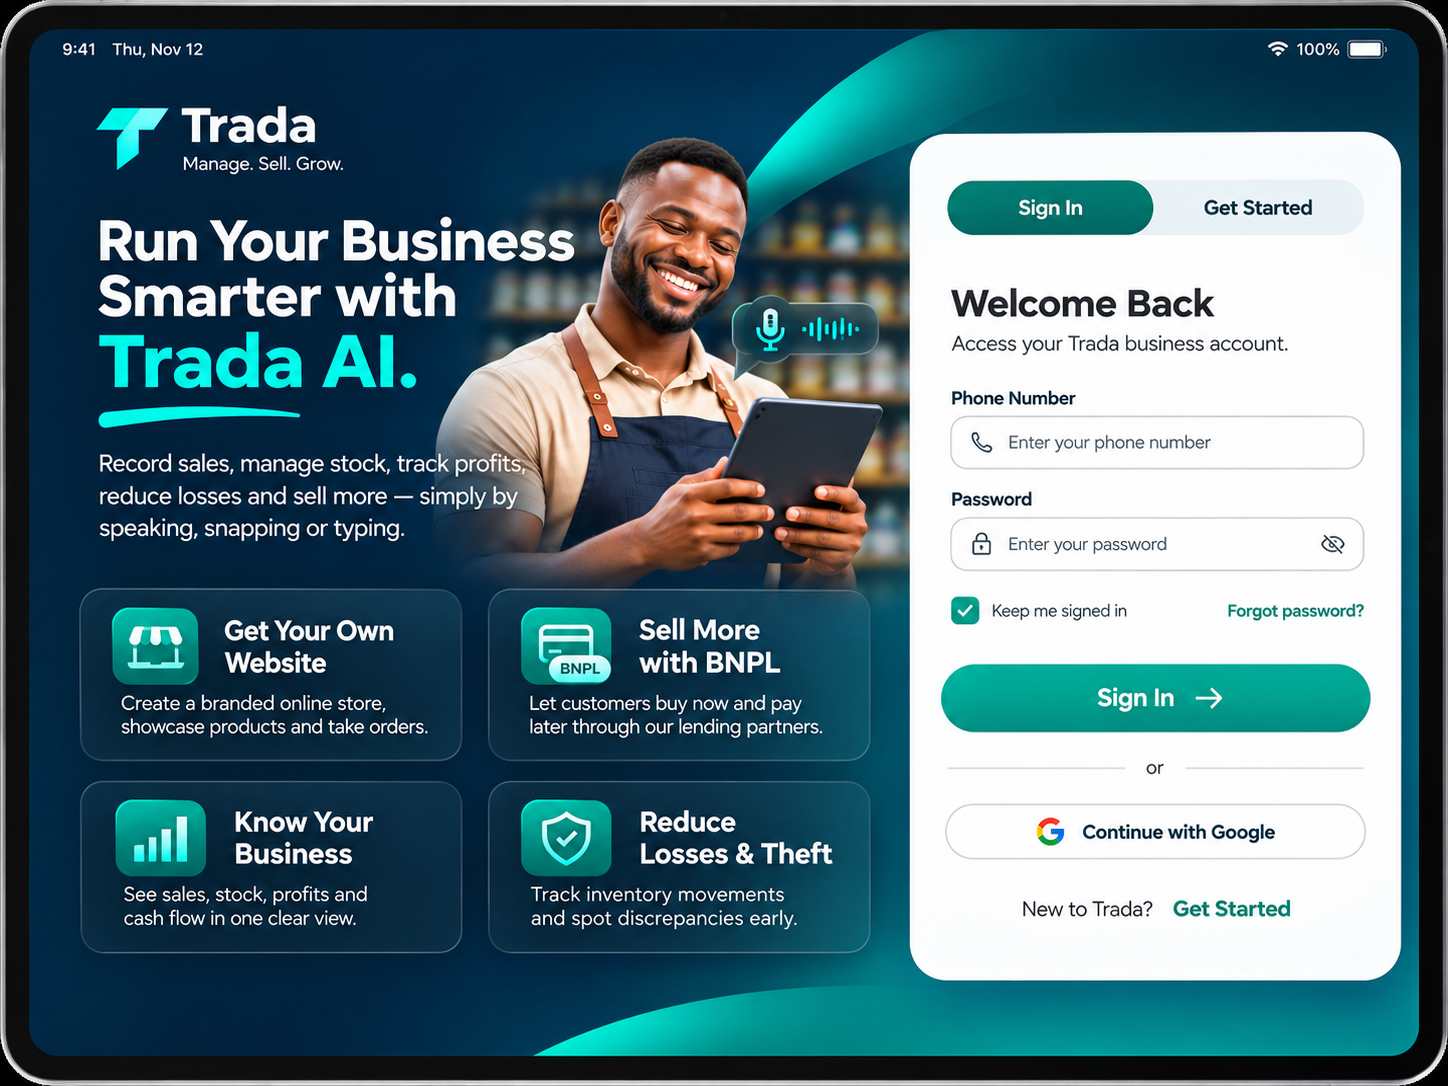 9:41 Thu, Nov 12
100%
Trada
Manage. Sell. Grow.
Run Your Business
Smarter with
Trada AI.
Record sales, manage stock, track profits,
reduce losses and sell more — simply by
speaking, snapping or typing.
Get Your Own
Website
Create a branded online store,
showcase products and take orders.
BNPL
Sell More
with BNPL
Let customers buy now and pay
later through our lending partners.
Know Your
Business
See sales, stock, profits and
cash flow in one clear view.
Reduce
Losses & Theft
Track inventory movements
and spot discrepancies early.
Sign In
Get Started
Welcome Back
Access your Trada business account.
Phone Number
Enter your phone number
Password
Enter your password
Keep me signed in
Forgot password?
Sign In →
or
Continue with Google
New to Trada? Get Started